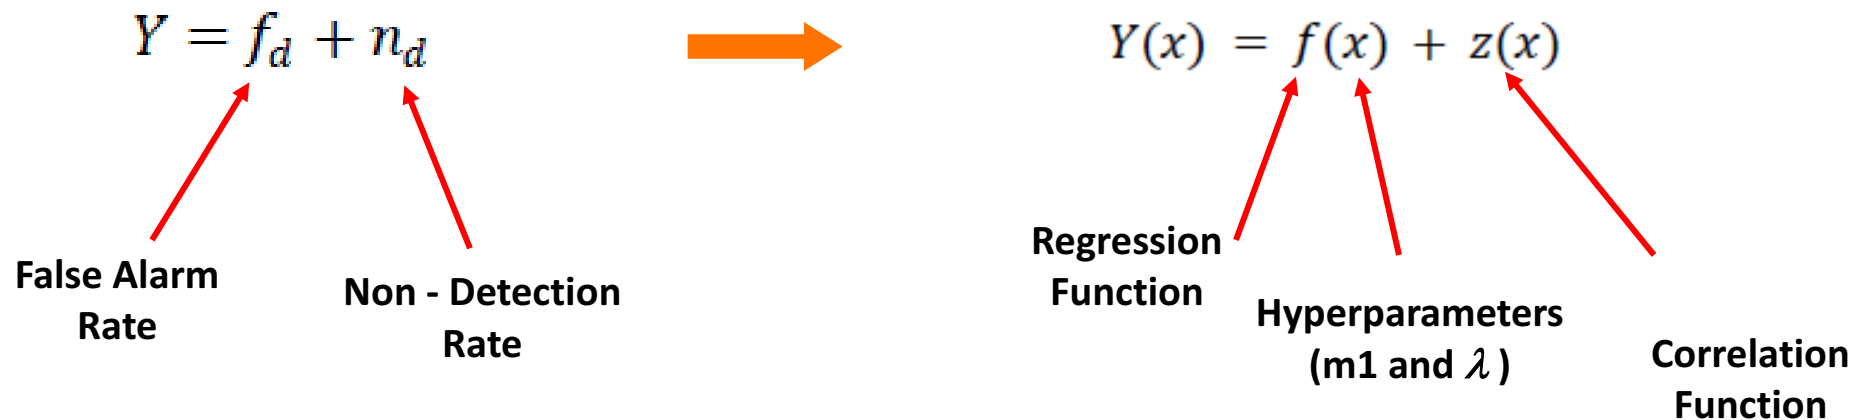 Y = f_d + n_d
Y(x) = f(x) + z(x)
False Alarm
Rate
Non - Detection
Rate
Regression
Function
Hyperparameters
(m1 and λ )
Correlation
Function